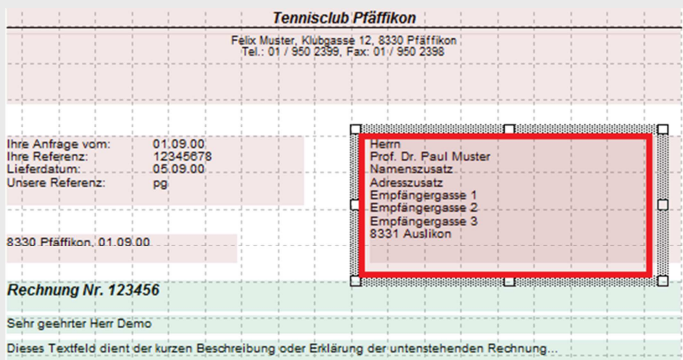 Tennisclub Pfäffikon
Felix Muster, Klubgasse 12, 8330 Pfäffikon
Tel.: 01 / 950 2399, Fax: 01 / 950 2398
Ihre Anfrage vom: 01.09.00
Ihre Referenz: 12345678
Lieferdatum: 05.09.00
Unsere Referenz: pg
Herrn
Prof. Dr. Paul Muster
Namenszusatz
Adresszusatz
Empfängergasse 1
Empfängergasse 2
Empfängergasse 3
8331 Auslikon
8330 Pfäffikon, 01.09.00
Rechnung Nr. 123456
Sehr geehrter Herr Demo
Dieses Textfeld dient der kurzen Beschreibung oder Erklärung der untenstehenden Rechnung...